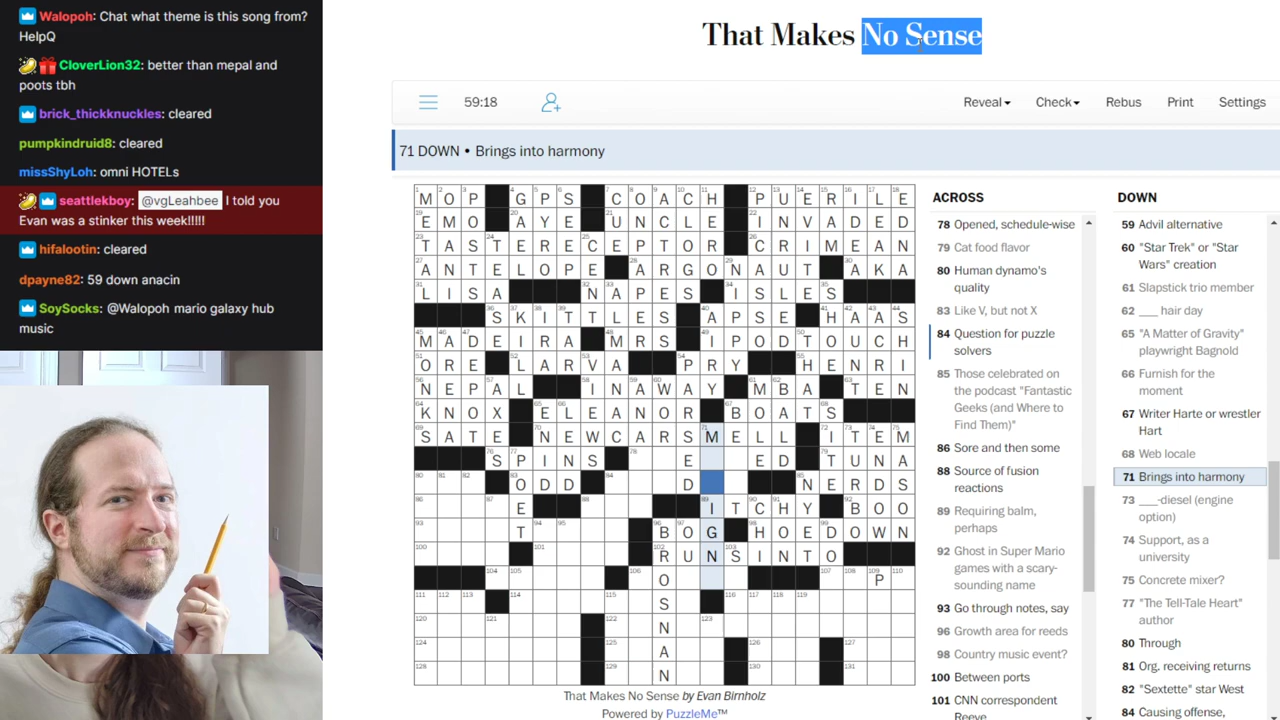 Walopoh: Chat what theme is this song from?
HelpQ
CloverLion32: better than mepal and
poots tbh
brick_thickknuckles: cleared
pumpkindruid8: cleared
missShyLoh: omni HOTELs
seattlekboy: @vgLeahbee I told you
Evan was a stinker this week!!!!!
hifalootin: cleared
dpayne82: 59 down anacin
SoySocks: @Walopoh mario galaxy hub
music
That Makes No Sense
59:18
Reveal Check Rebus Print Settings
71 DOWN • Brings into harmony
MOP GPS COACH PUERILE
EMO AYE UNCLE INVADED
TASTERECEPTOR CRIMEAN
ANTELOPE ARGONAUT AKA
LISA NAPES ISLES
SKITTLES APSE HAAS
MADEIRA MRS IPODTOUCH
ORE LARVA PRY HENRI
NEPAL INAWAY MBA TEN
KNOX ELEANOR BOATS
SATE NEWCARSMELL ITEM
SPINS E ED TUNA
ODD D NERDS
E ITCHY BOO
T BOG HOEDOWN
RUNSINTO
O P
S
N
A
N
That Makes No Sense by Evan Birnholz
Powered by PuzzleMe™
ACROSS
78 Opened, schedule-wise
79 Cat food flavor
80 Human dynamo's
quality
83 Like V, but not X
84 Question for puzzle
solvers
85 Those celebrated on
the podcast "Fantastic
Geeks (and Where to
Find Them)"
86 Sore and then some
88 Source of fusion
reactions
89 Requiring balm,
perhaps
92 Ghost in Super Mario
games with a scary-
sounding name
93 Go through notes, say
96 Growth area for reeds
98 Country music event?
100 Between ports
101 CNN correspondent
Reeve
DOWN
59 Advil alternative
60 "Star Trek" or "Star
Wars" creation
61 Slapstick trio member
62 ___ hair day
65 "A Matter of Gravity"
playwright Bagnold
66 Furnish for the
moment
67 Writer Harte or wrestler
Hart
68 Web locale
71 Brings into harmony
73 ___-diesel (engine
option)
74 Support, as a
university
75 Concrete mixer?
77 "The Tell-Tale Heart"
author
80 Through
81 Org. receiving returns
82 "Sextette" star West
84 Causing offense,